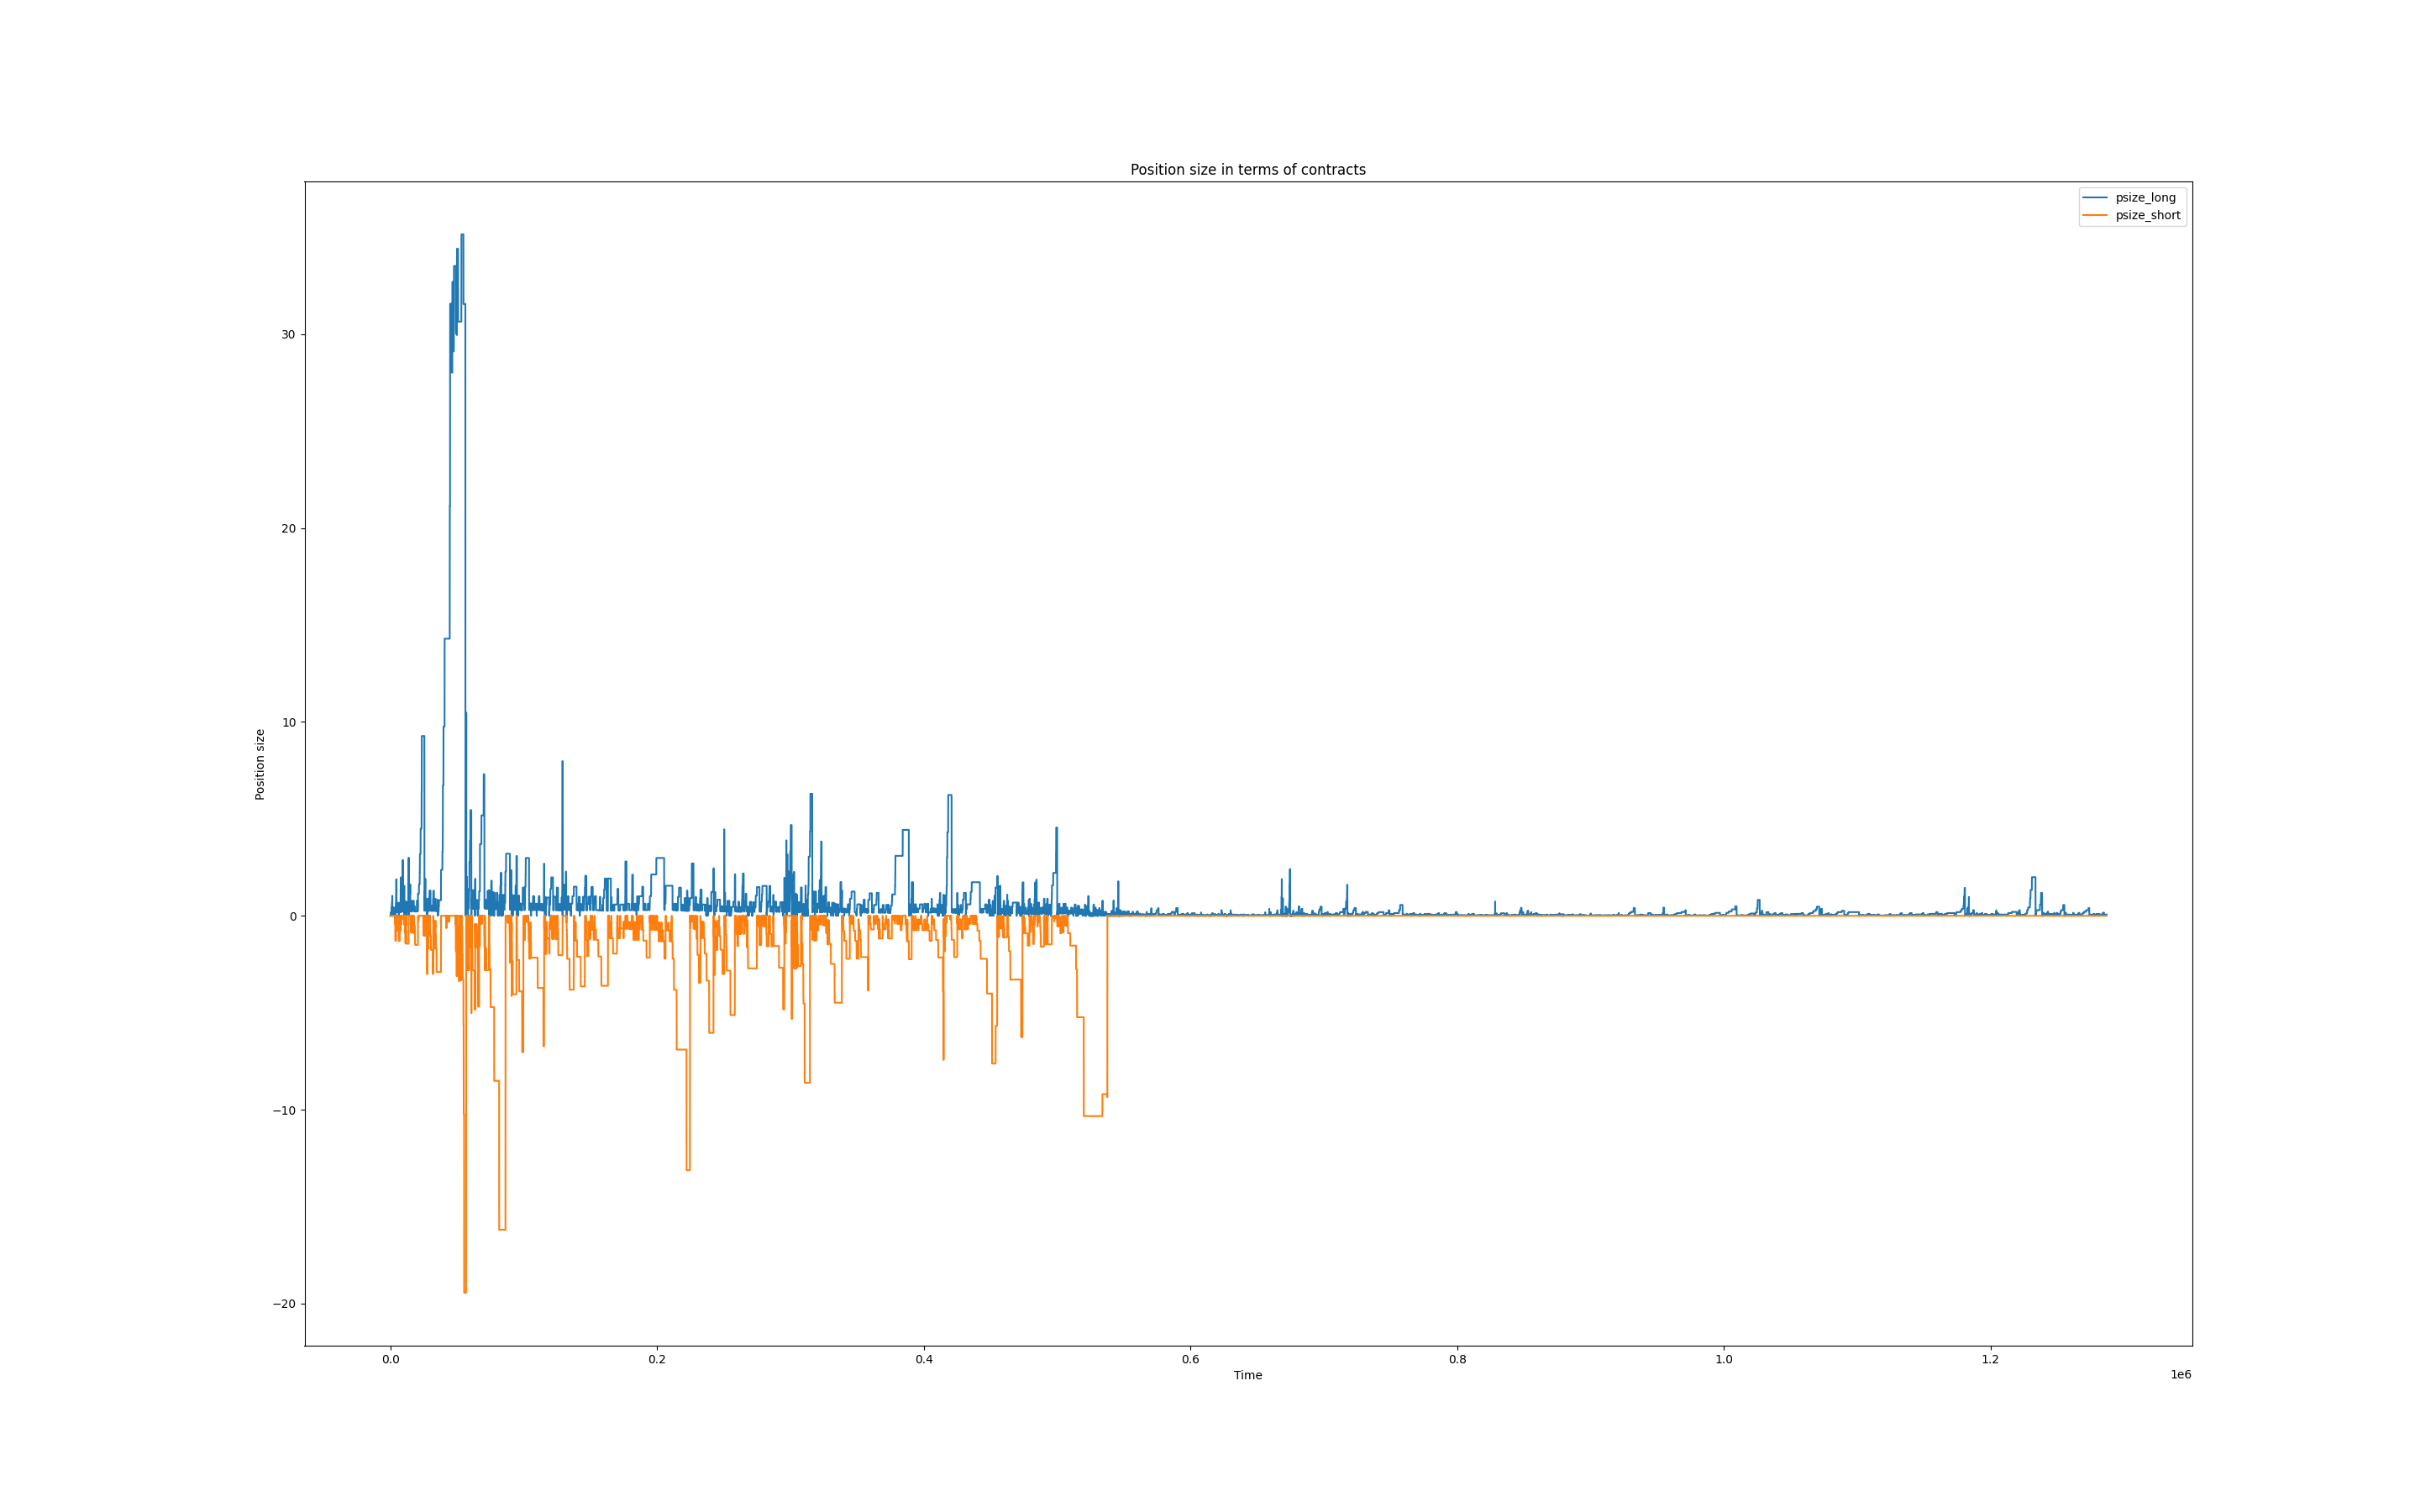 Position size in terms of contracts
psize_long
psize_short
Position size
30
20
10
0
−10
−20
0.0
0.2
0.4
0.6
0.8
1.0
1.2
1e6
Time